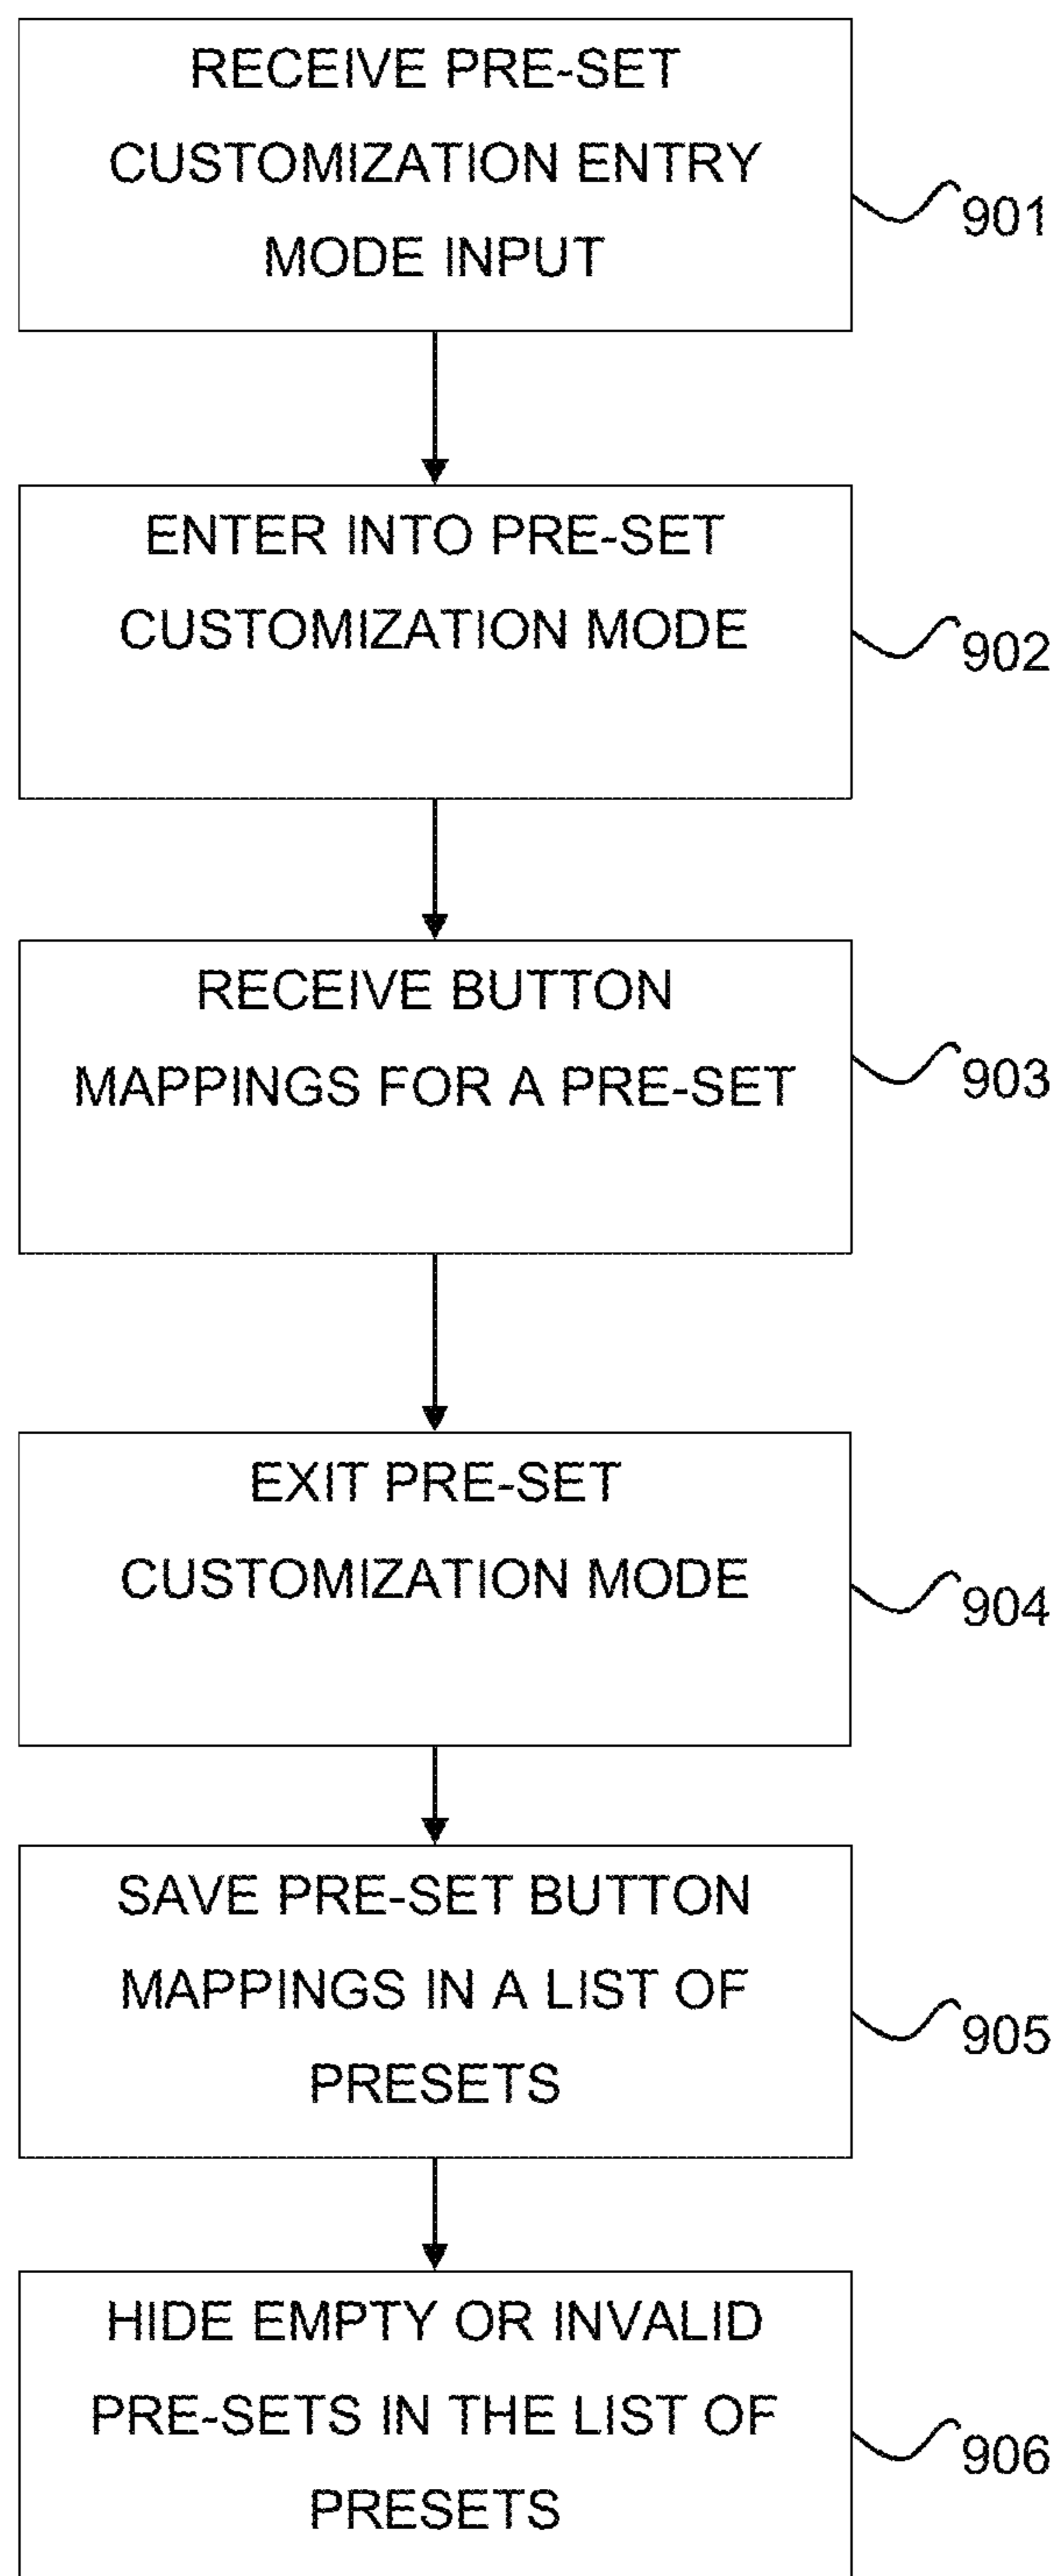 RECEIVE PRE-SET
CUSTOMIZATION ENTRY
MODE INPUT
901
ENTER INTO PRE-SET
CUSTOMIZATION MODE
902
RECEIVE BUTTON
MAPPINGS FOR A PRE-SET
903
EXIT PRE-SET
CUSTOMIZATION MODE
904
SAVE PRE-SET BUTTON
MAPPINGS IN A LIST OF
PRESETS
905
HIDE EMPTY OR INVALID
PRE-SETS IN THE LIST OF
PRESETS
906